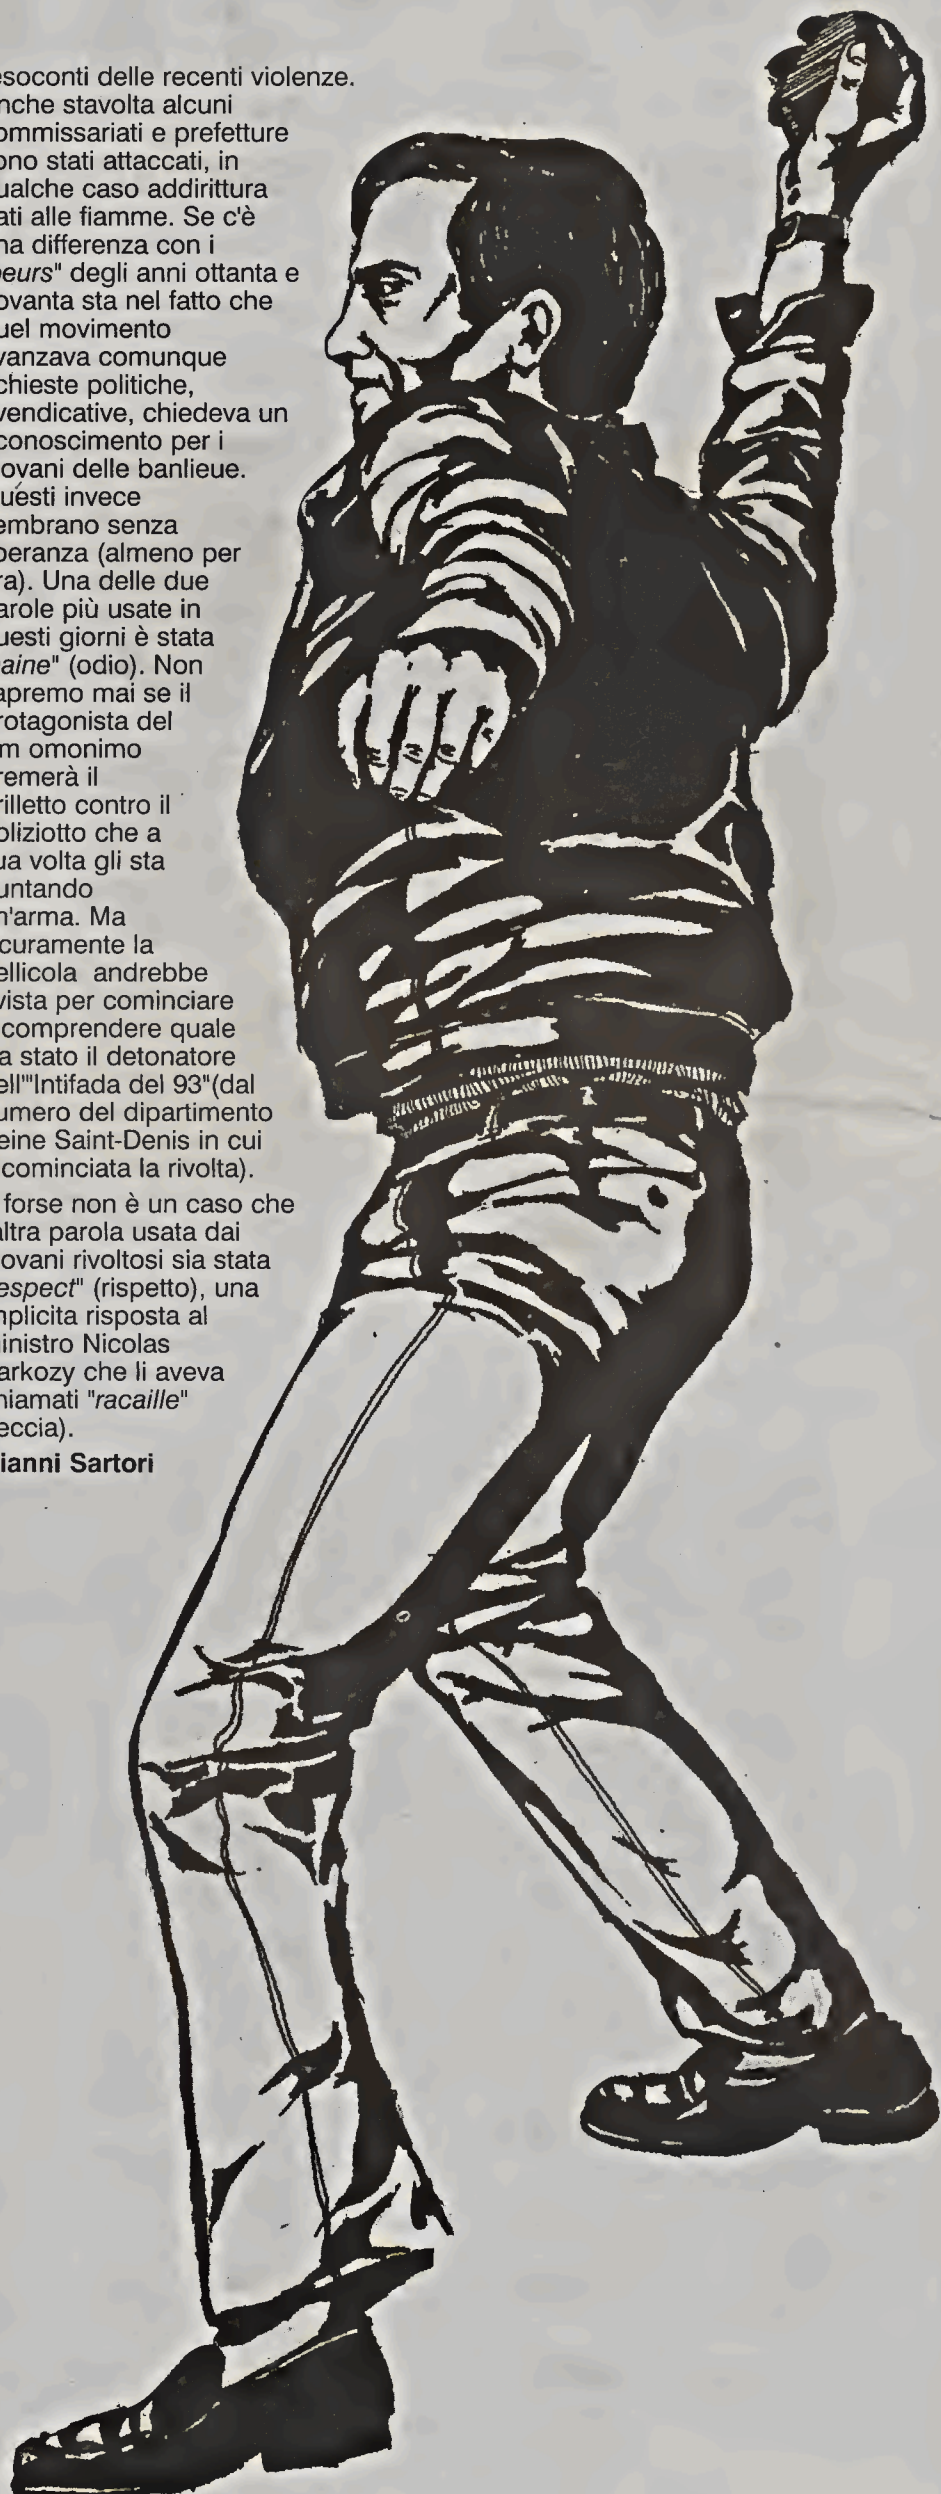 esoconti delle recenti violenze.
nche stavolta alcuni
ommissariati e prefetture
ono stati attaccati, in
ualche caso addirittura
ati alle fiamme. Se c'è
na differenza con i
eurs" degli anni ottanta e
ovanta sta nel fatto che
uel movimento
vanzava comunque
chieste politiche,
vendicative, chiedeva un
conoscimento per i
ovani delle banlieue.
uesti invece
embrano senza
peranza (almeno per
ra). Una delle due
arole più usate in
uesti giorni è stata
aine" (odio). Non
apremo mai se il
rotagonista del
m omonimo
remerà il
rilletto contro il
oliziotto che a
ua volta gli sta
untando
n'arma. Ma
curamente la
ellicola andrebbe
vista per cominciare
comprendere quale
a stato il detonatore
ell'"Intifada del 93"(dal
umero del dipartimento
eine Saint-Denis in cui
cominciata la rivolta).
forse non è un caso che
altra parola usata dai
ovani rivoltosi sia stata
espect" (rispetto), una
mplicita risposta al
inistro Nicolas
arkozy che li aveva
hiamati "racaille"
eccia).
ianni Sartori